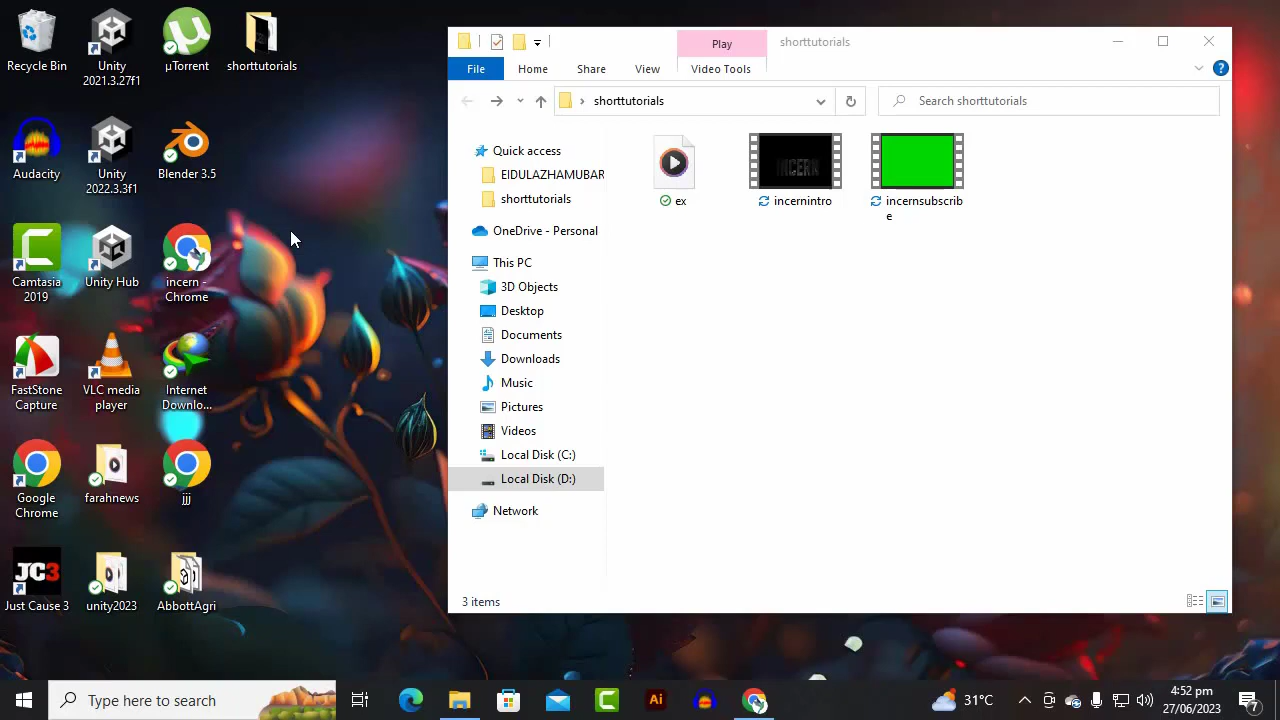 Recycle Bin
Unity
2021.3.27f1
µTorrent
shorttutorials
Audacity
Unity
2022.3.3f1
Blender 3.5
Camtasia
2019
Unity Hub
incern -
Chrome
FastStone
Capture
VLC media
player
Internet
Downlo...
Google
Chrome
farahnews
jjj
JC3
Just Cause 3
unity2023
AbbottAgri
Play
shorttutorials
File
Home
Share
View
Video Tools
shorttutorials
Search shorttutorials
Quick access
EIDULAZHAMUBAR
shorttutorials
OneDrive - Personal
This PC
3D Objects
Desktop
Documents
Downloads
Music
Pictures
Videos
Local Disk (C:)
Local Disk (D:)
Network
INCERN
ex
incernintro
incernsubscrib
e
3 items
Type here to search
Ai
31°C
4:52 pm
27/06/2023
7